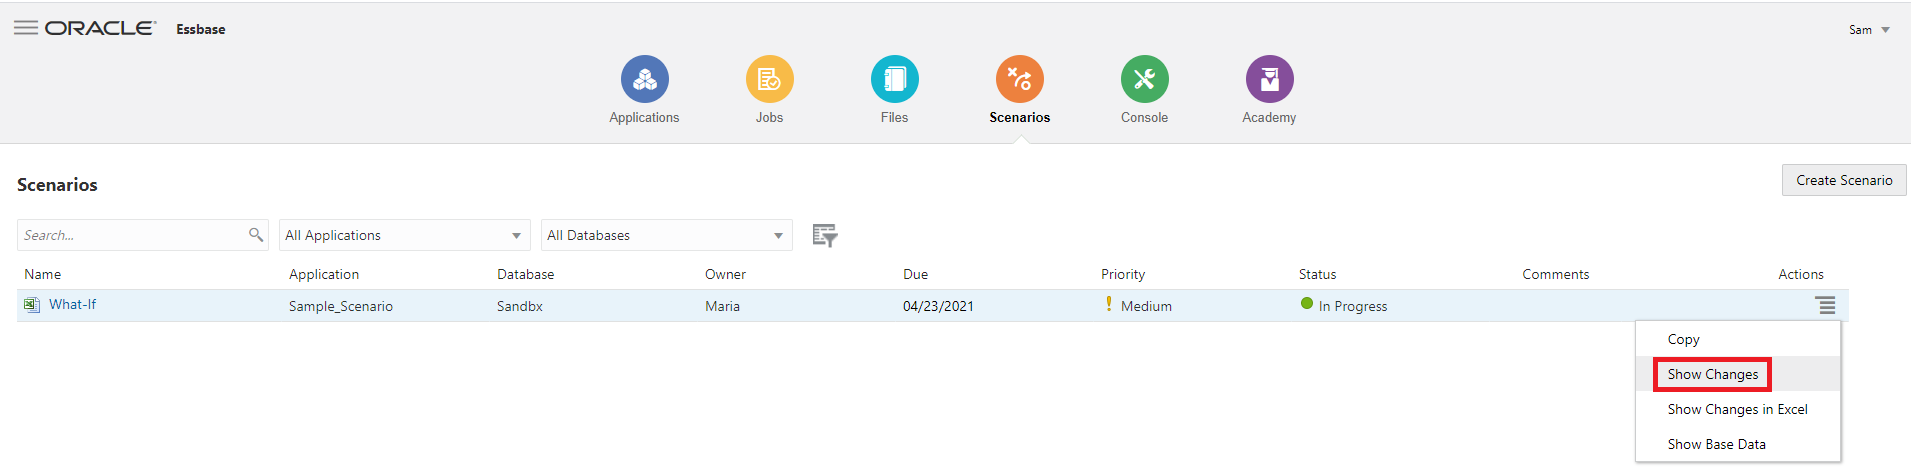 ORACLE Essbase
Sam
Applications Jobs Files Scenarios Console Academy
Scenarios
Create Scenario
Search... All Applications All Databases
Name Application Database Owner Due Priority Status Comments Actions
What-If Sample_Scenario Sandbx Maria 04/23/2021 Medium In Progress
Copy
Show Changes
Show Changes in Excel
Show Base Data